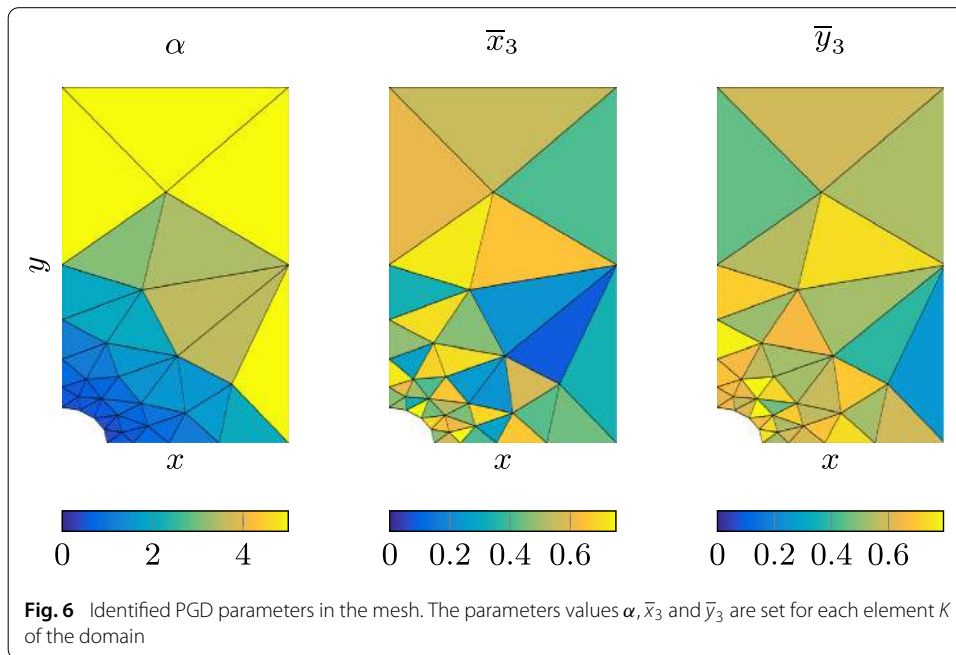 α x̅₃ y̅₃
y
x x x
0 2 4 0 0.2 0.4 0.6 0 0.2 0.4 0.6
Fig. 6 Identified PGD parameters in the mesh. The parameters values α, x̅₃ and y̅₃ are set for each element K
of the domain